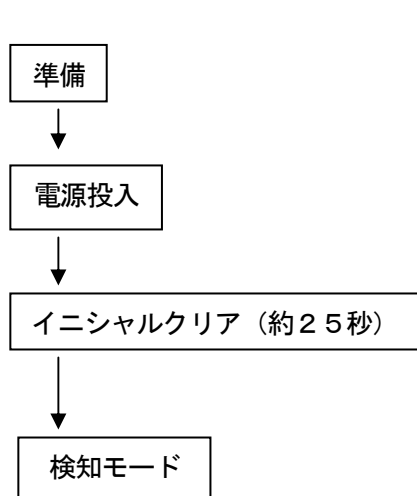 準備
電源投入
イニシャルクリア（約２５秒）
検知モード